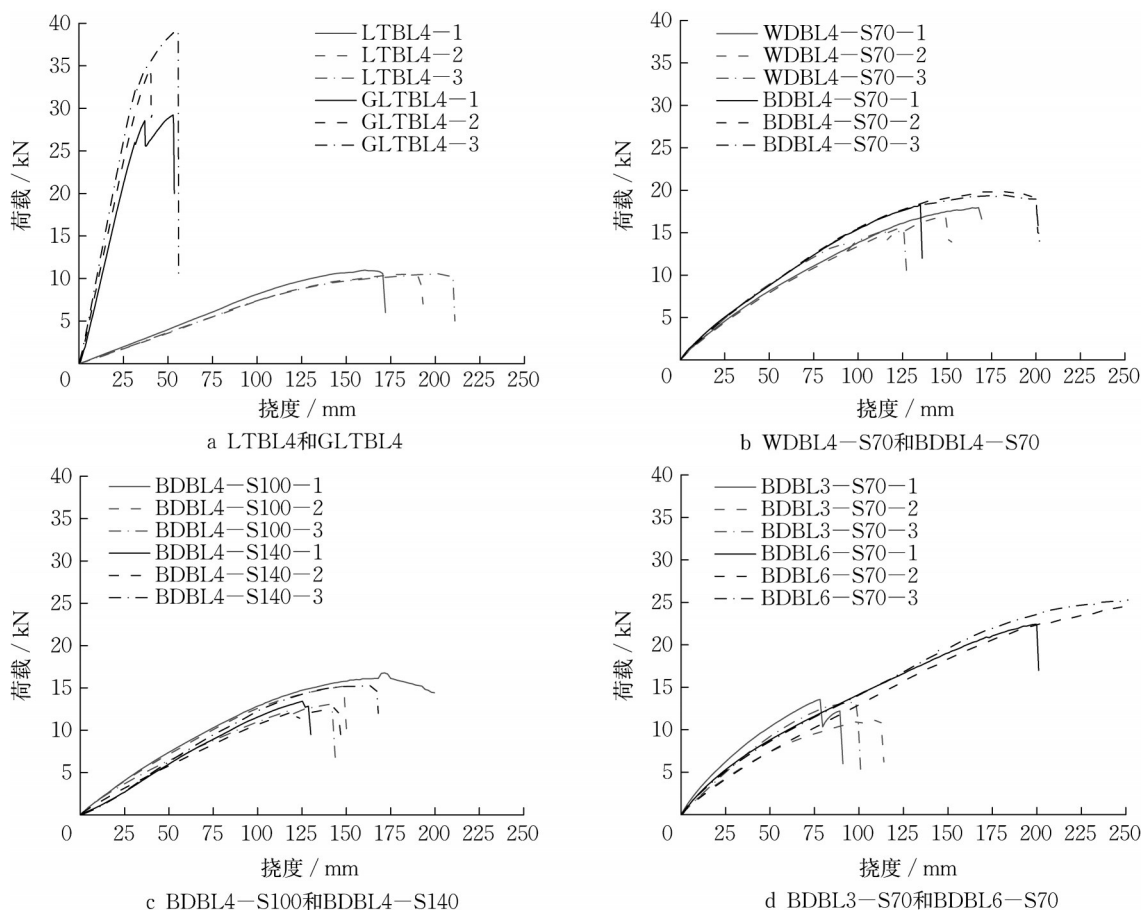 40
35
30
25
20
15
10
5
0
25
50
75
100
125
150
175
200
225
250
荷载 / kN
挠度 / mm
LTBL4—1
LTBL4—2
LTBL4—3
GLTBL4—1
GLTBL4—2
GLTBL4—3
a LTBL4和GLTBL4
40
35
30
25
20
15
10
5
0
25
50
75
100
125
150
175
200
225
250
荷载 / kN
挠度 / mm
WDBL4—S70—1
WDBL4—S70—2
WDBL4—S70—3
BDBL4—S70—1
BDBL4—S70—2
BDBL4—S70—3
b WDBL4—S70和BDBL4—S70
40
35
30
25
20
15
10
5
0
25
50
75
100
125
150
175
200
225
250
荷载 / kN
挠度 / mm
BDBL4—S100—1
BDBL4—S100—2
BDBL4—S100—3
BDBL4—S140—1
BDBL4—S140—2
BDBL4—S140—3
c BDBL4—S100和BDBL4—S140
40
35
30
25
20
15
10
5
0
25
50
75
100
125
150
175
200
225
250
荷载 / kN
挠度 / mm
BDBL3—S70—1
BDBL3—S70—2
BDBL3—S70—3
BDBL6—S70—1
BDBL6—S70—2
BDBL6—S70—3
d BDBL3—S70和BDBL6—S70